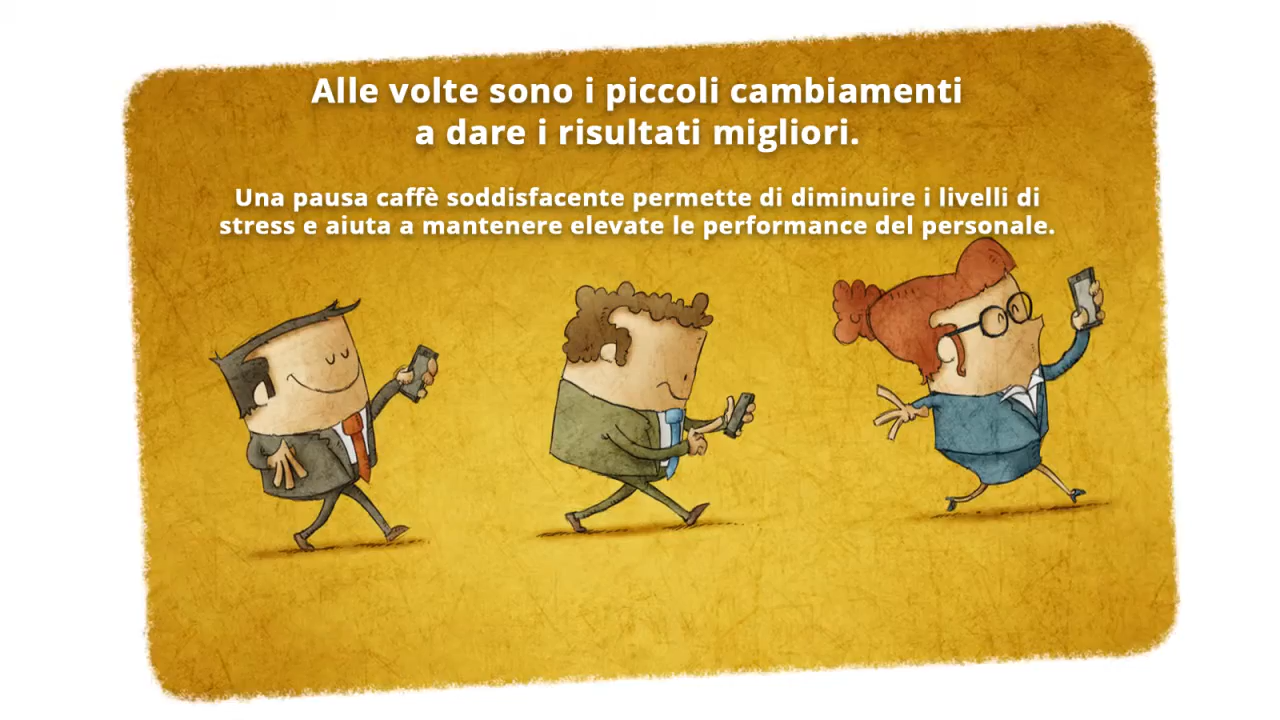 Alle volte sono i piccoli cambiamenti
a dare i risultati migliori.
Una pausa caffè soddisfacente permette di diminuire i livelli di
stress e aiuta a mantenere elevate le performance del personale.